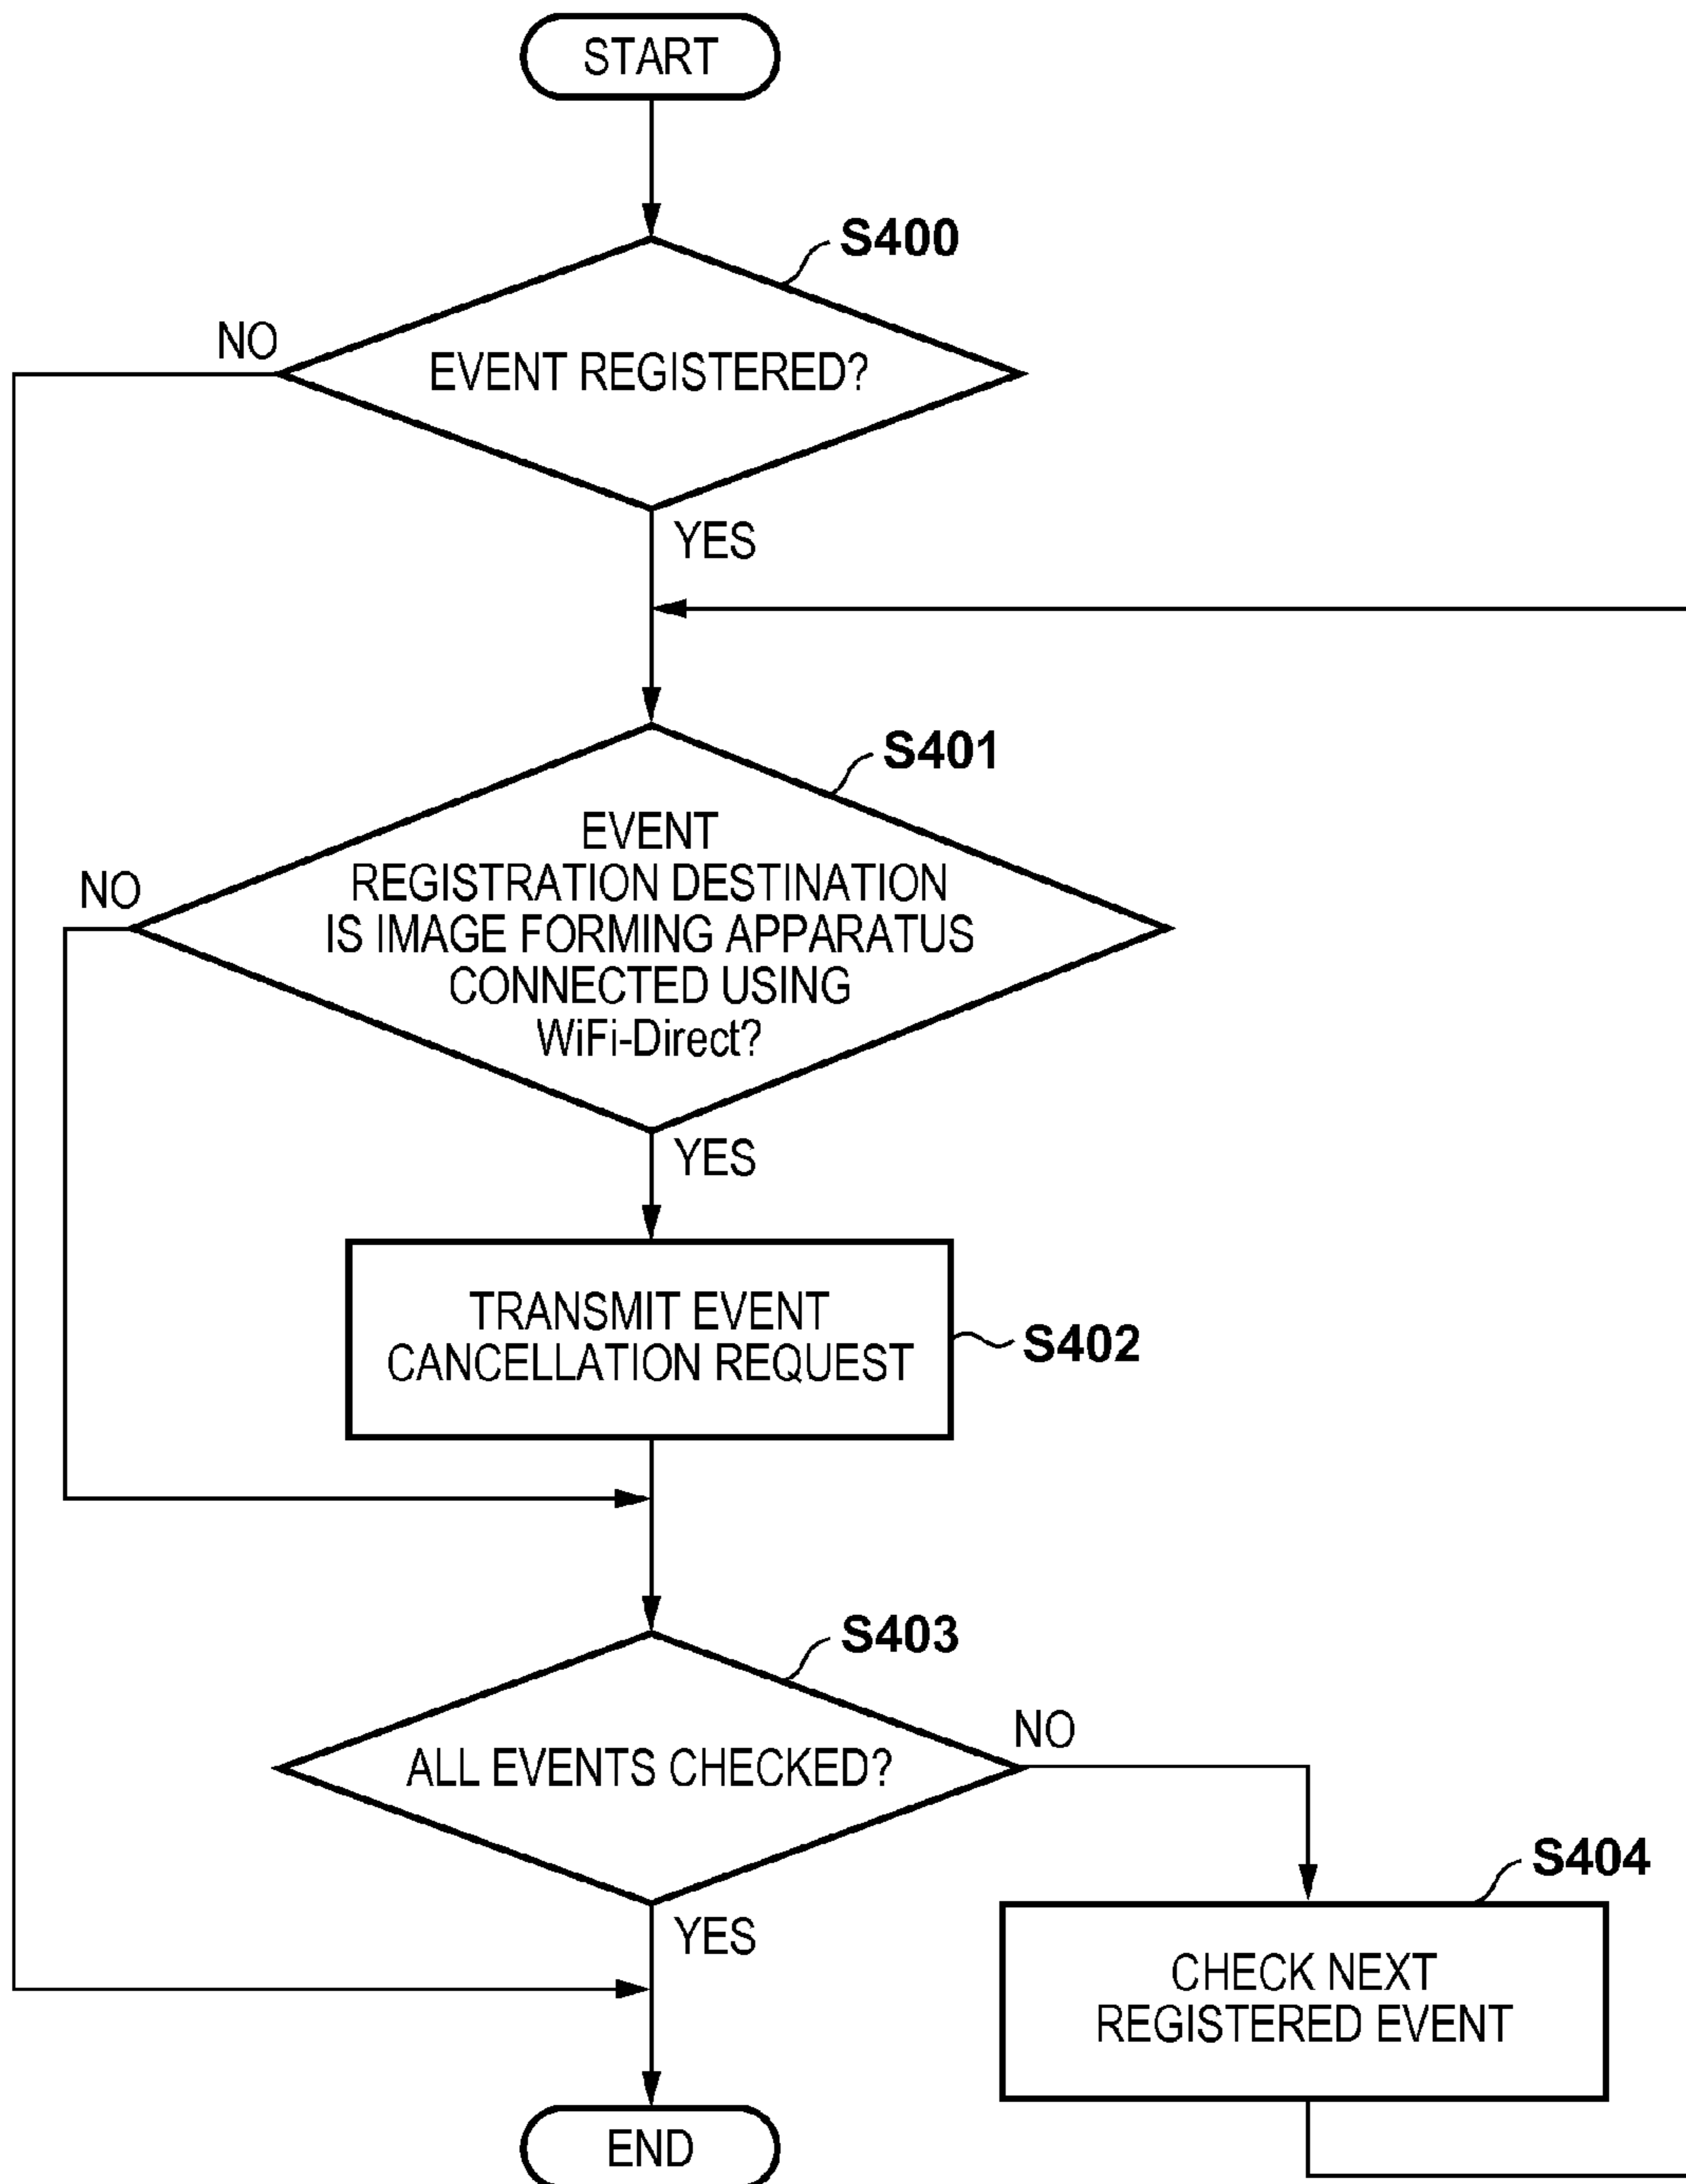 START
S400
NO
EVENT REGISTERED?
YES
S401
NO
EVENT
REGISTRATION DESTINATION
IS IMAGE FORMING APPARATUS
CONNECTED USING
WiFi-Direct?
YES
TRANSMIT EVENT
CANCELLATION REQUEST
S402
S403
NO
ALL EVENTS CHECKED?
YES
S404
CHECK NEXT
REGISTERED EVENT
END